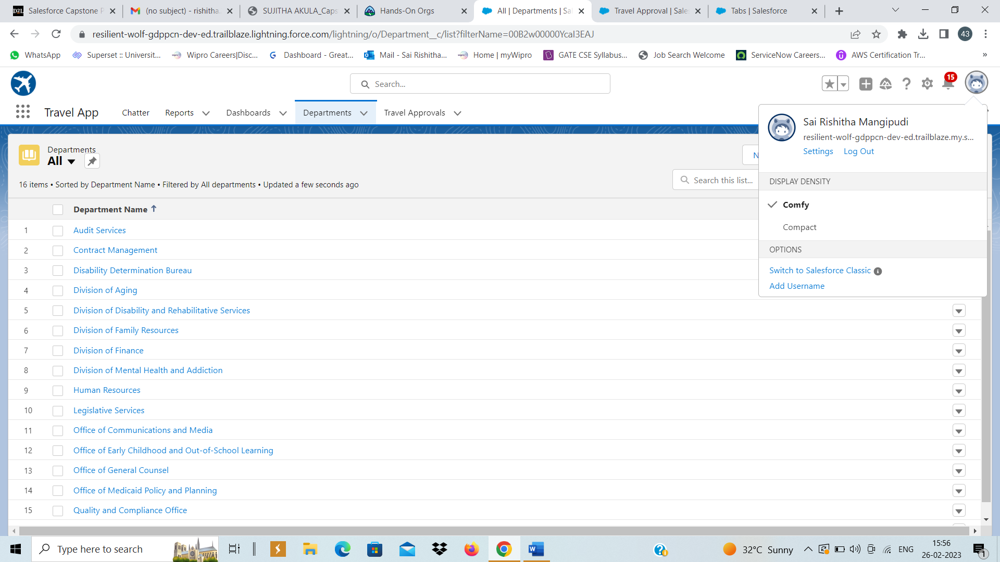 Salesforce Capstone P
(no subject) - rishitha.
SUJITHA AKULA_Caps
Hands-On Orgs
All | Departments | Sal
Travel Approval | Sales
Tabs | Salesforce
resilient-wolf-gdppcn-dev-ed.trailblaze.lightning.force.com/lightning/o/Department__c/list?filterName=00B2w00000YcaI3EAJ
43
WhatsApp
Superset :: Universit...
Wipro Careers|Disc...
Dashboard - Great...
Mail - Sai Rishitha...
Home | myWipro
GATE CSE Syllabus...
Job Search Welcome
ServiceNow Careers...
AWS Certification Tr...
»
Search...
15
Travel App
Chatter
Reports
Dashboards
Departments
Travel Approvals
Sai Rishitha Mangipudi
resilient-wolf-gdppcn-dev-ed.trailblaze.my.s...
Settings
Log Out
DISPLAY DENSITY
Comfy
Compact
OPTIONS
Switch to Salesforce Classic
Add Username
Departments
All
N
16 items • Sorted by Department Name • Filtered by All departments • Updated a few seconds ago
Search this list...
Department Name
1 Audit Services
2 Contract Management
3 Disability Determination Bureau
4 Division of Aging
5 Division of Disability and Rehabilitative Services
6 Division of Family Resources
7 Division of Finance
8 Division of Mental Health and Addiction
9 Human Resources
10 Legislative Services
11 Office of Communications and Media
12 Office of Early Childhood and Out-of-School Learning
13 Office of General Counsel
14 Office of Medicaid Policy and Planning
15 Quality and Compliance Office
Type here to search
32°C Sunny
ENG
15:56
26-02-2023
1